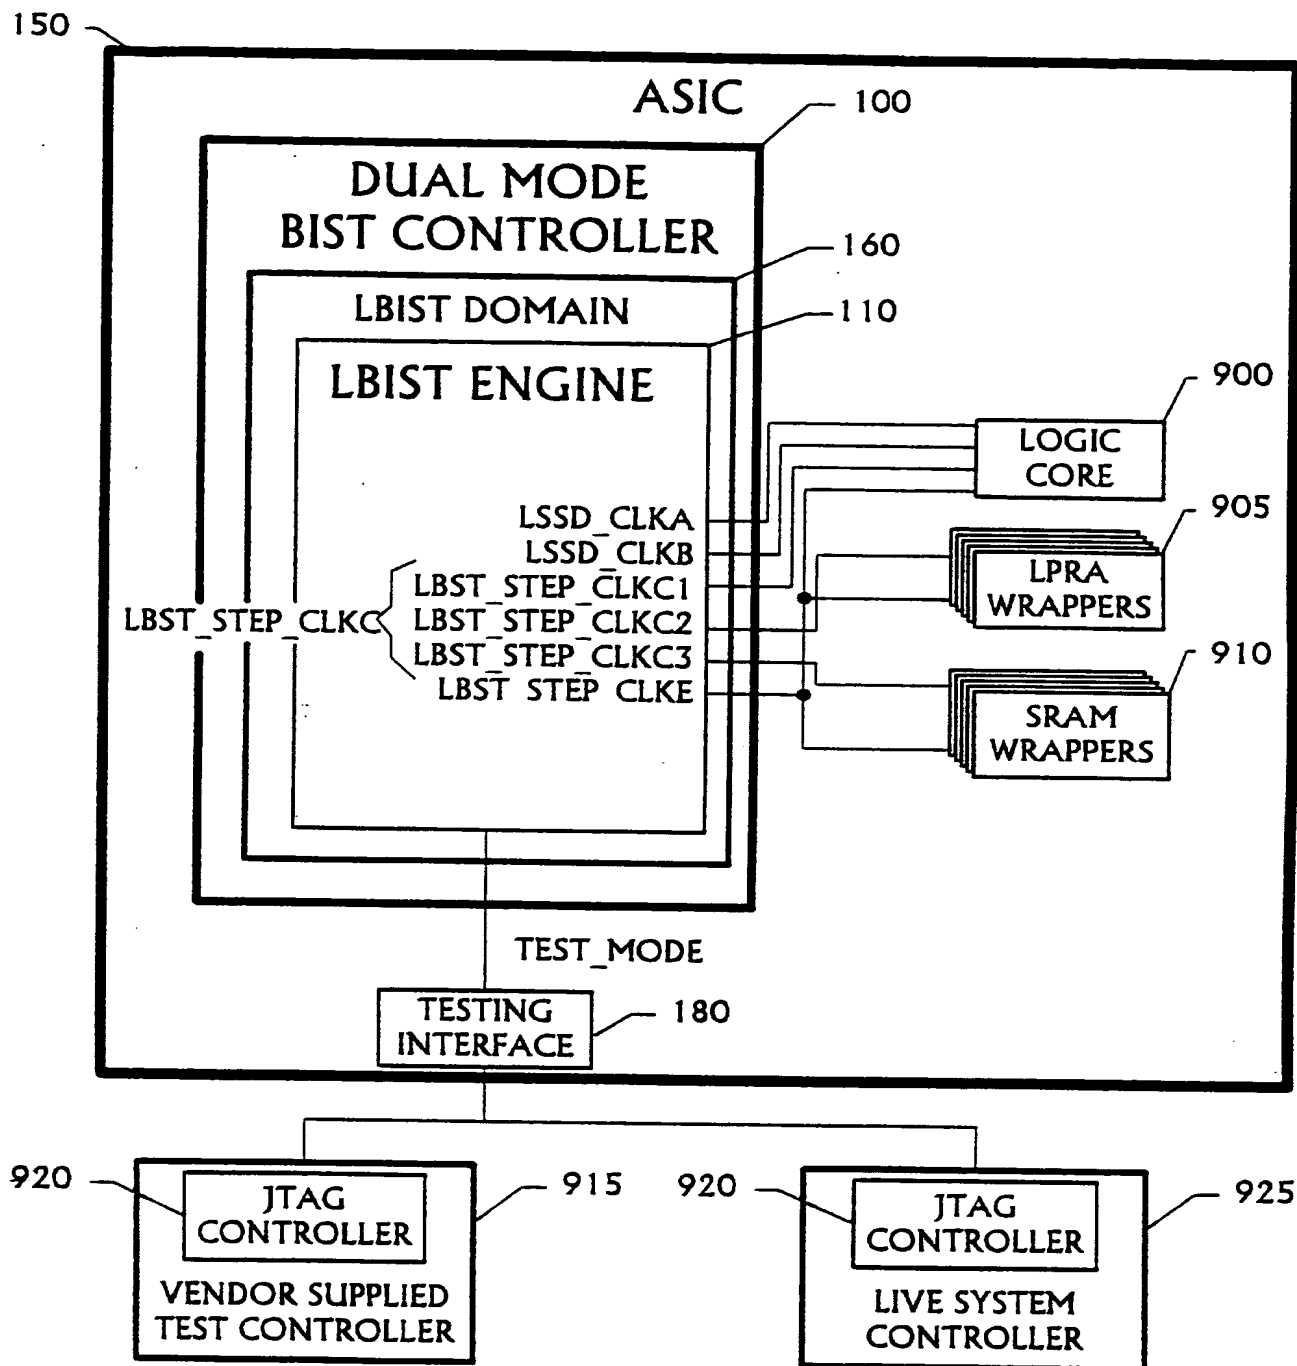 150
ASIC
100
DUAL MODE
BIST CONTROLLER
160
LBIST DOMAIN
110
LBIST ENGINE
900
LOGIC
CORE
LSSD_CLKA
LSSD_CLKB
LBST_STEP_CLKC1
LBST_STEP_CLKC
LBST_STEP_CLKC2
LBST_STEP_CLKC3
LBST_STEP_CLKE
905
LPRA
WRAPPERS
910
SRAM
WRAPPERS
TEST_MODE
TESTING
INTERFACE
180
920
JTAG
CONTROLLER
915
VENDOR SUPPLIED
TEST CONTROLLER
920
JTAG
CONTROLLER
925
LIVE SYSTEM
CONTROLLER